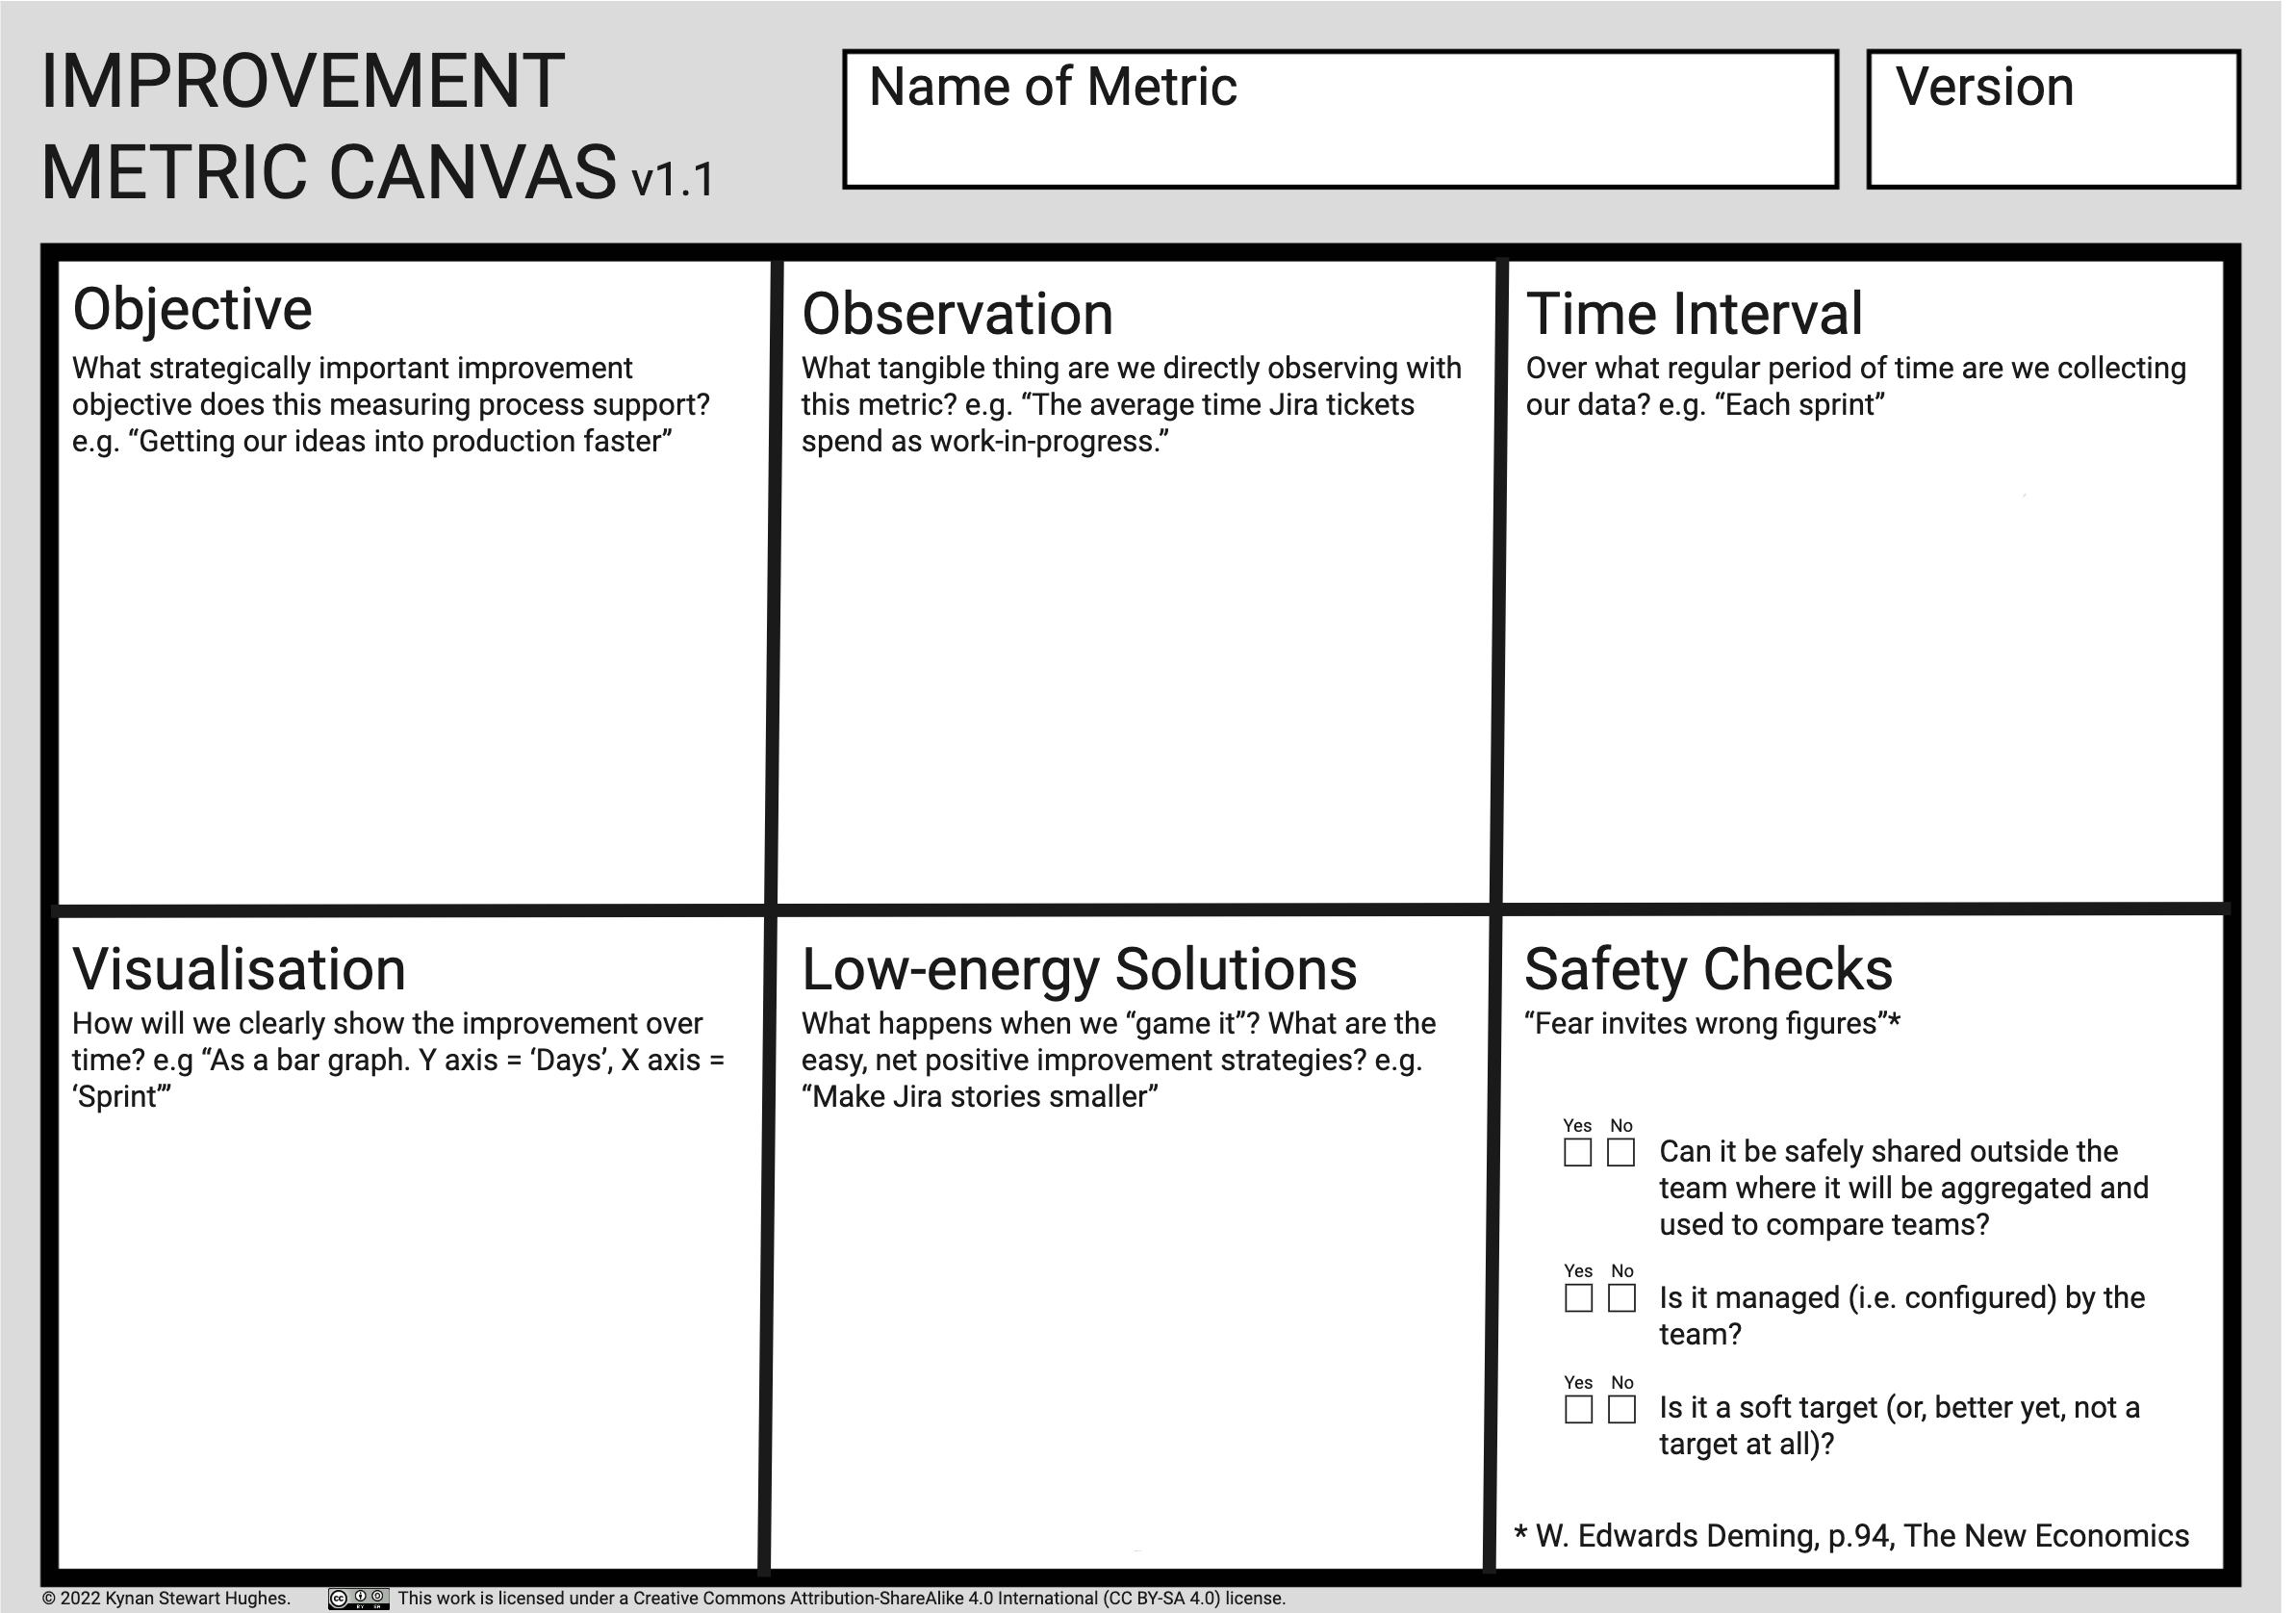 IMPROVEMENT
METRIC CANVAS v1.1
Name of Metric
Version
Objective
What strategically important improvement
objective does this measuring process support?
e.g. “Getting our ideas into production faster”
Observation
What tangible thing are we directly observing with
this metric? e.g. “The average time Jira tickets
spend as work-in-progress.”
Time Interval
Over what regular period of time are we collecting
our data? e.g. “Each sprint”
Visualisation
How will we clearly show the improvement over
time? e.g “As a bar graph. Y axis = ‘Days’, X axis =
‘Sprint’”
Low-energy Solutions
What happens when we “game it”? What are the
easy, net positive improvement strategies? e.g.
“Make Jira stories smaller”
Safety Checks
“Fear invites wrong figures”*
Yes No
Can it be safely shared outside the
team where it will be aggregated and
used to compare teams?
Yes No
Is it managed (i.e. configured) by the
team?
Yes No
Is it a soft target (or, better yet, not a
target at all)?
* W. Edwards Deming, p.94, The New Economics
© 2022 Kynan Stewart Hughes.
cc BY SA
This work is licensed under a Creative Commons Attribution-ShareAlike 4.0 International (CC BY-SA 4.0) license.